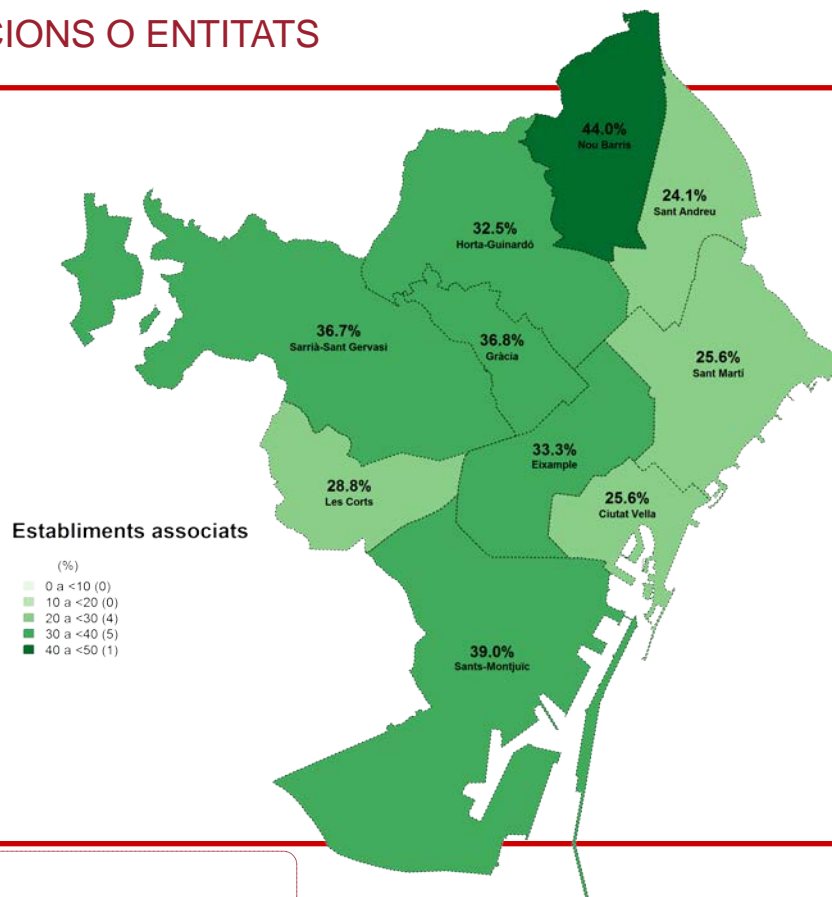 CIONS O ENTITATS
44.0%
Nou Barris
24.1%
Sant Andreu
32.5%
Horta-Guinardó
36.7%
Sarrià-Sant Gervasi
36.8%
Gràcia
25.6%
Sant Martí
33.3%
Eixample
28.8%
Les Corts
25.6%
Ciutat Vella
Establiments associats
(%)
0 a <10 (0)
10 a <20 (0)
20 a <30 (4)
30 a <40 (5)
40 a <50 (1)
39.0%
Sants-Montjuïc